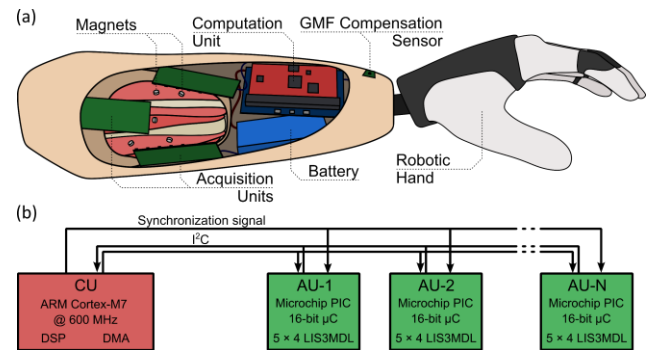 (a)
Magnets
Computation
Unit
GMF Compensation
Sensor
Acquisition
Units
Battery
Robotic
Hand
(b)
Synchronization signal
I²C
CU
ARM Cortex-M7
@ 600 MHz
DSP DMA
AU-1
Microchip PIC
16-bit µC
5 × 4 LIS3MDL
AU-2
Microchip PIC
16-bit µC
5 × 4 LIS3MDL
AU-N
Microchip PIC
16-bit µC
5 × 4 LIS3MDL